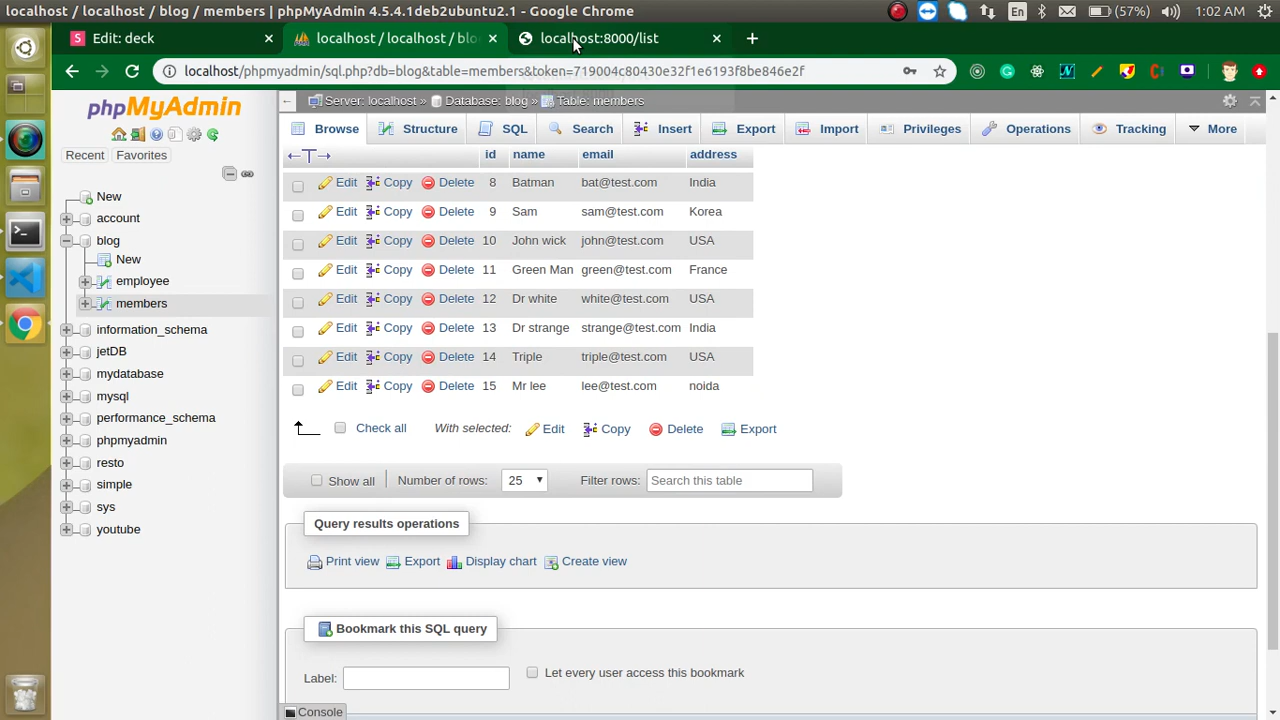 localhost / localhost / blog / members | phpMyAdmin 4.5.4.1deb2ubuntu2.1 - Google Chrome
En (57%) 1:02 AM
Edit: deck
localhost / localhost / blo
localhost:8000/list
localhost/phpmyadmin/sql.php?db=blog&table=members&token=719004c80430e32f1e6193f8be846e2f
phpMyAdmin
Server: localhost » Database: blog » Table: members
Browse Structure SQL Search Insert Export Import Privileges Operations Tracking More
Recent Favorites
New
account
blog
New
employee
members
information_schema
jetDB
mydatabase
mysql
performance_schema
phpmyadmin
resto
simple
sys
youtube
id name email address
Edit Copy Delete 8 Batman bat@test.com India
Edit Copy Delete 9 Sam sam@test.com Korea
Edit Copy Delete 10 John wick john@test.com USA
Edit Copy Delete 11 Green Man green@test.com France
Edit Copy Delete 12 Dr white white@test.com USA
Edit Copy Delete 13 Dr strange strange@test.com India
Edit Copy Delete 14 Triple triple@test.com USA
Edit Copy Delete 15 Mr lee lee@test.com noida
Check all With selected: Edit Copy Delete Export
Show all Number of rows: 25 Filter rows: Search this table
Query results operations
Print view Export Display chart Create view
Bookmark this SQL query
Label: Let every user access this bookmark
Console